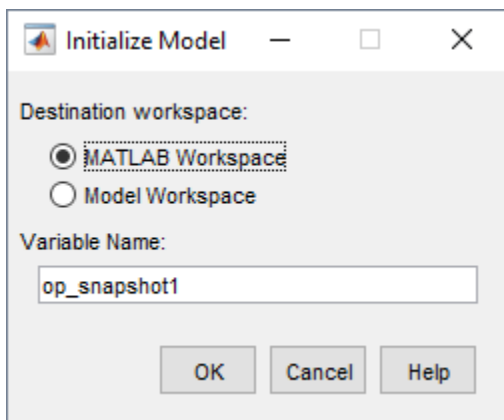 Initialize Model
Destination workspace:
MATLAB Workspace
Model Workspace
Variable Name:
op_snapshot1
OK Cancel Help